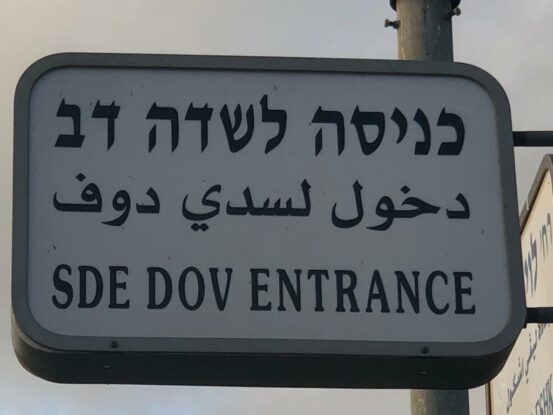 כניסה לשדה דב
دخول لسدي دوف
SDE DOV ENTRANCE